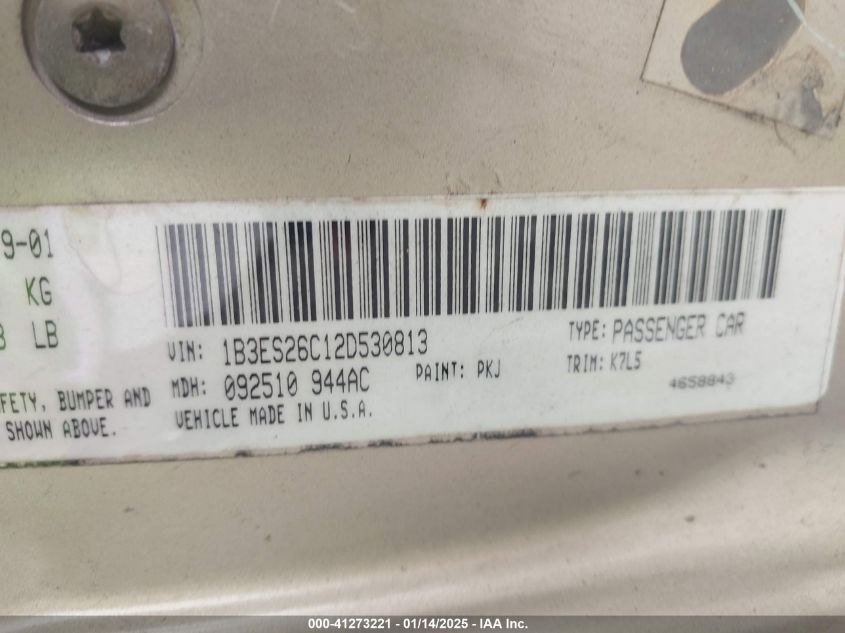 9-01
KG
LB
FETY, BUMPER AND
SHOWN ABOVE.
VIN: 1B3ES26C12D530813
TYPE: PASSENGER CAR
MDH: 092510 944AC
PAINT: PKJ
TRIM: K7L5
VEHICLE MADE IN U.S.A.
4658843
000-41273221 - 01/14/2025 - IAA Inc.